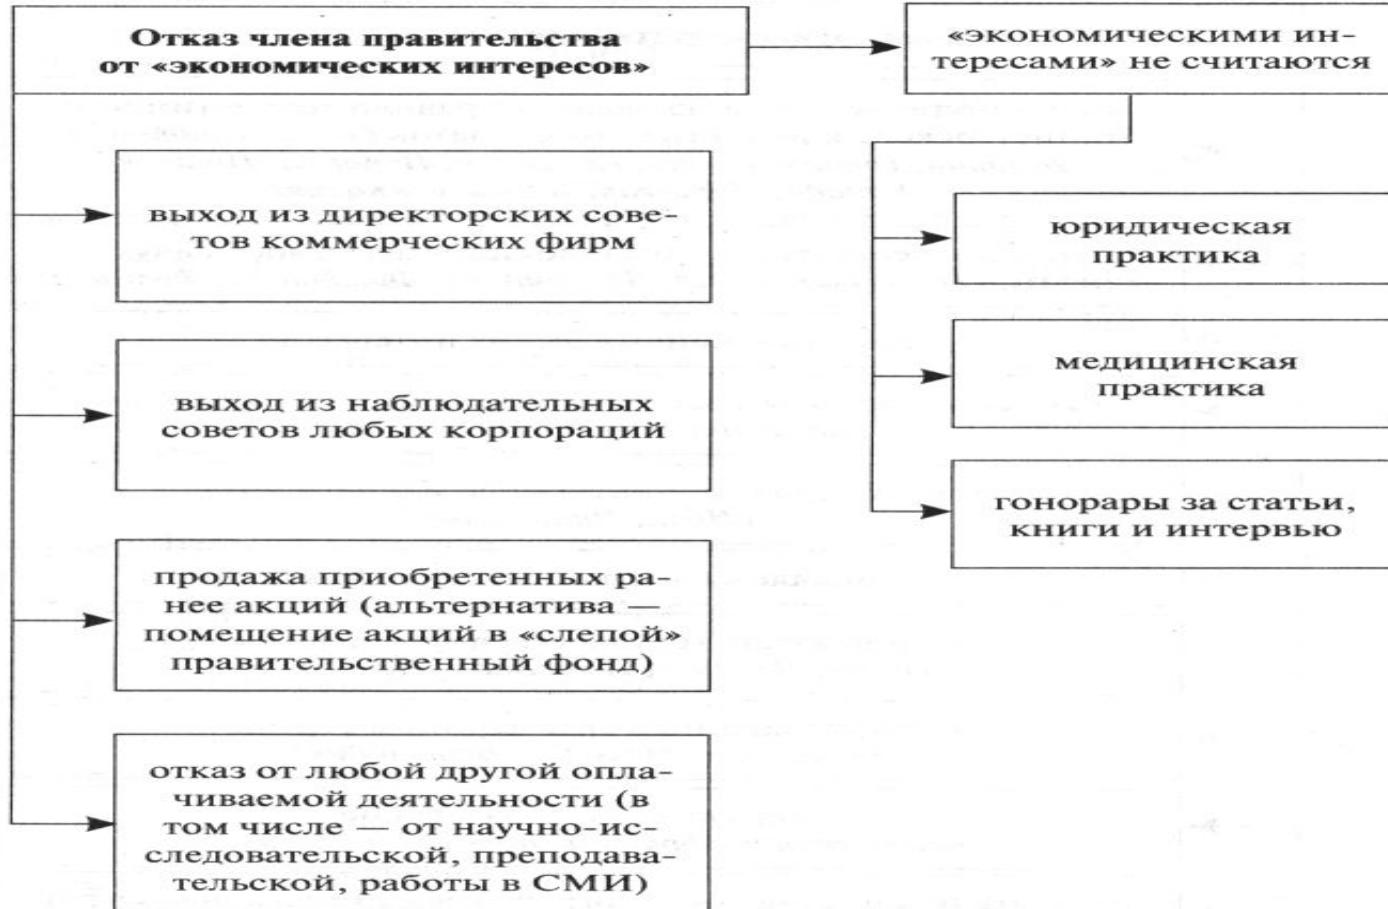 Отказ члена правительства
от «экономических интересов»
«экономическими ин-
тересами» не считаются
выход из директорских сове-
тов коммерческих фирм
выход из наблюдательных
советов любых корпораций
продажа приобретенных ра-
нее акций (альтернатива —
помещение акций в «слепой»
правительственный фонд)
отказ от любой другой опла-
чиваемой деятельности (в
том числе — от научно-ис-
следовательской, преподава-
тельской, работы в СМИ)
юридическая
практика
медицинская
практика
гонорары за статьи,
книги и интервью